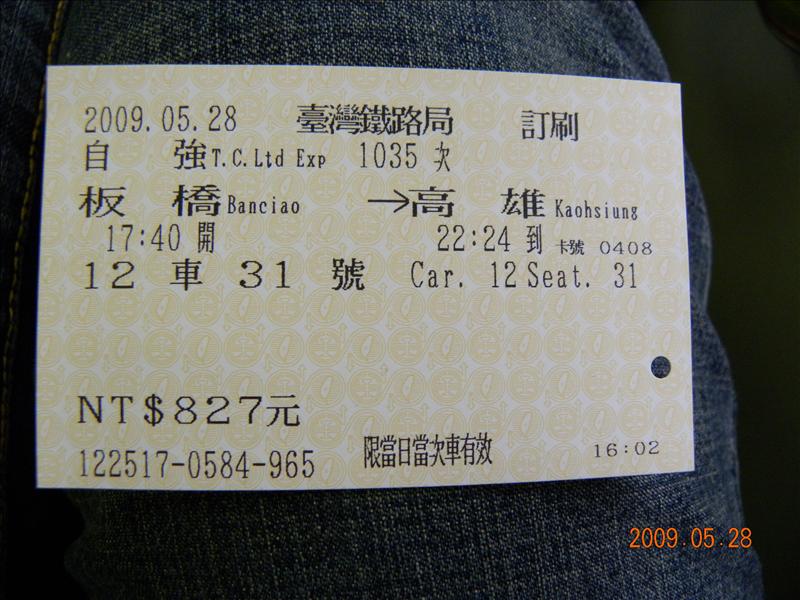 2009.05.28 臺灣鐵路局 訂刷
自強 T.C.Ltd Exp 1035 次
板橋 Banciao →高雄 Kaohsiung
17:40 開 22:24 到 卡號 0408
12 車 31 號 Car. 12 Seat. 31
NT$827元
122517-0584-965 限當日當次車有效 16:02
2009.05.28